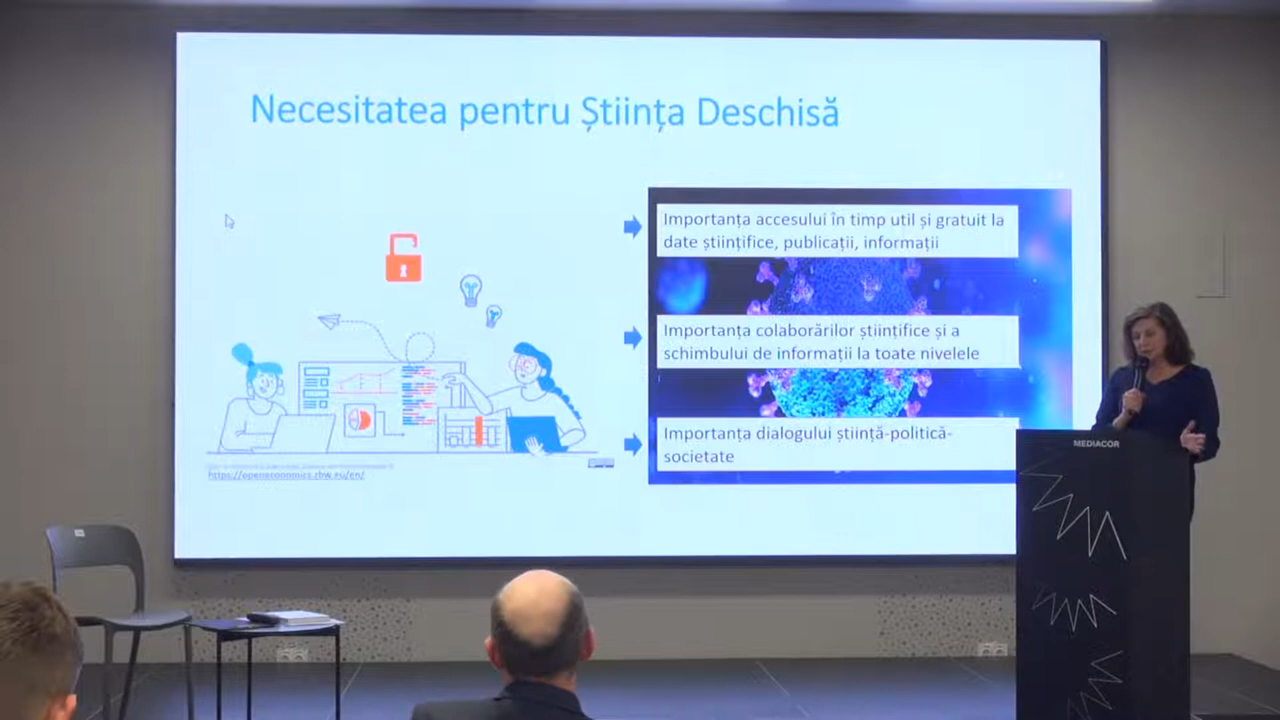 Necesitatea pentru Știința Deschisă
Importanța accesului în timp util și gratuit la
date științifice, publicații, informații
Importanța colaborărilor științifice și a
schimbului de informații la toate nivelele
Importanța dialogului știință-politică-
societate
https://openeconomics.zbw.eu/en/
MEDIACOR